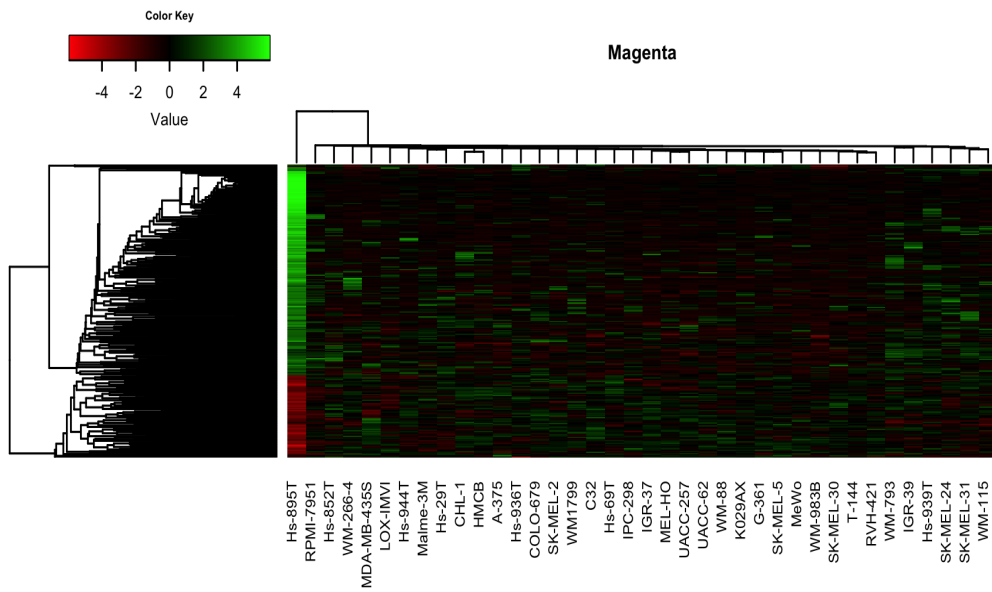 Color Key
-4 -2 0 2 4
Value
Magenta
Hs-895T
RPMI-7951
Hs-852T
WM-266-4
MDA-MB-435S
LOX-IMVI
Hs-944T
Malme-3M
Hs-29T
CHL-1
HMCB
A-375
Hs-936T
COLO-679
SK-MEL-2
WM1799
C32
Hs-69T
IPC-298
IGR-37
MEL-HO
UACC-257
UACC-62
WM-88
K029AX
G-361
SK-MEL-5
MeWo
WM-983B
SK-MEL-30
T-144
RVH-421
WM-793
IGR-39
Hs-939T
SK-MEL-24
SK-MEL-31
WM-115